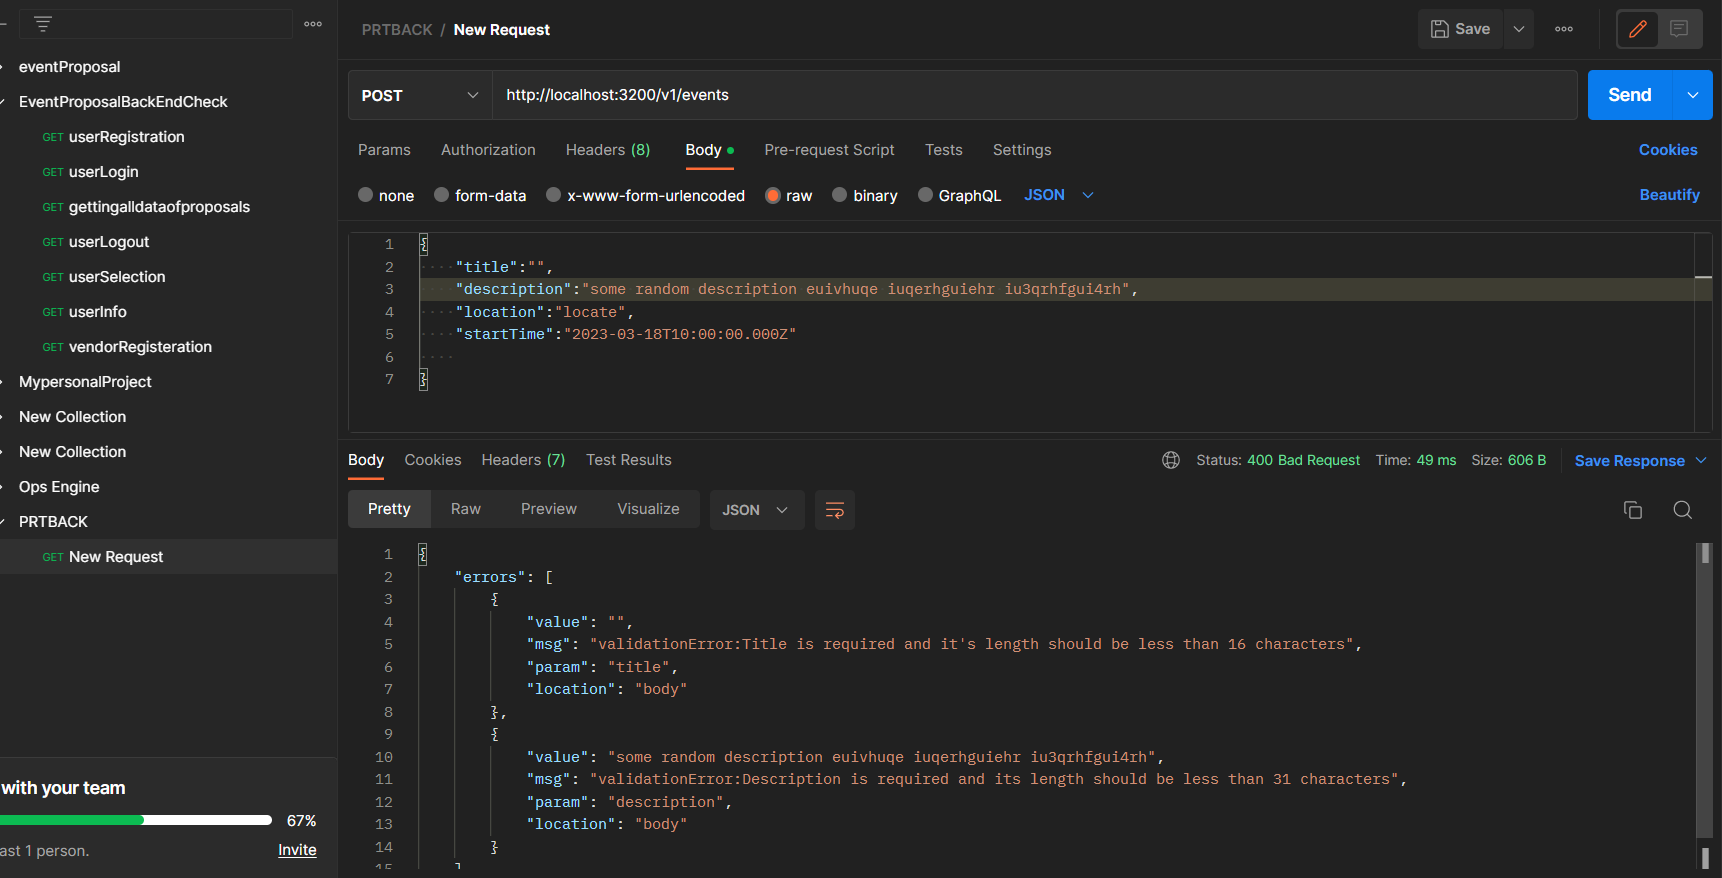 PRTBACK / New Request
Save
eventProposal
EventProposalBackEndCheck
GET userRegistration
GET userLogin
GET gettingalldataofproposals
GET userLogout
GET userSelection
GET userInfo
GET vendorRegisteration
MypersonalProject
New Collection
New Collection
Ops Engine
PRTBACK
GET New Request
with your team
67%
ast 1 person.
Invite
POST
http://localhost:3200/v1/events
Send
Params Authorization Headers (8) Body Pre-request Script Tests Settings Cookies
none form-data x-www-form-urlencoded raw binary GraphQL JSON Beautify
1 {
2 "title":"",
3 "description":"some random description euivhuqe iuqerhguiehr iu3qrhfgui4rh",
4 "location":"locate",
5 "startTime":"2023-03-18T10:00:00.000Z"
6
7 }
Body Cookies Headers (7) Test Results Status: 400 Bad Request Time: 49 ms Size: 606 B Save Response
Pretty Raw Preview Visualize JSON
1 {
2 "errors": [
3 {
4 "value": "",
5 "msg": "validationError:Title is required and it's length should be less than 16 characters",
6 "param": "title",
7 "location": "body"
8 },
9 {
10 "value": "some random description euivhuqe iuqerhguiehr iu3qrhfgui4rh",
11 "msg": "validationError:Description is required and its length should be less than 31 characters",
12 "param": "description",
13 "location": "body"
14 }
15 ]